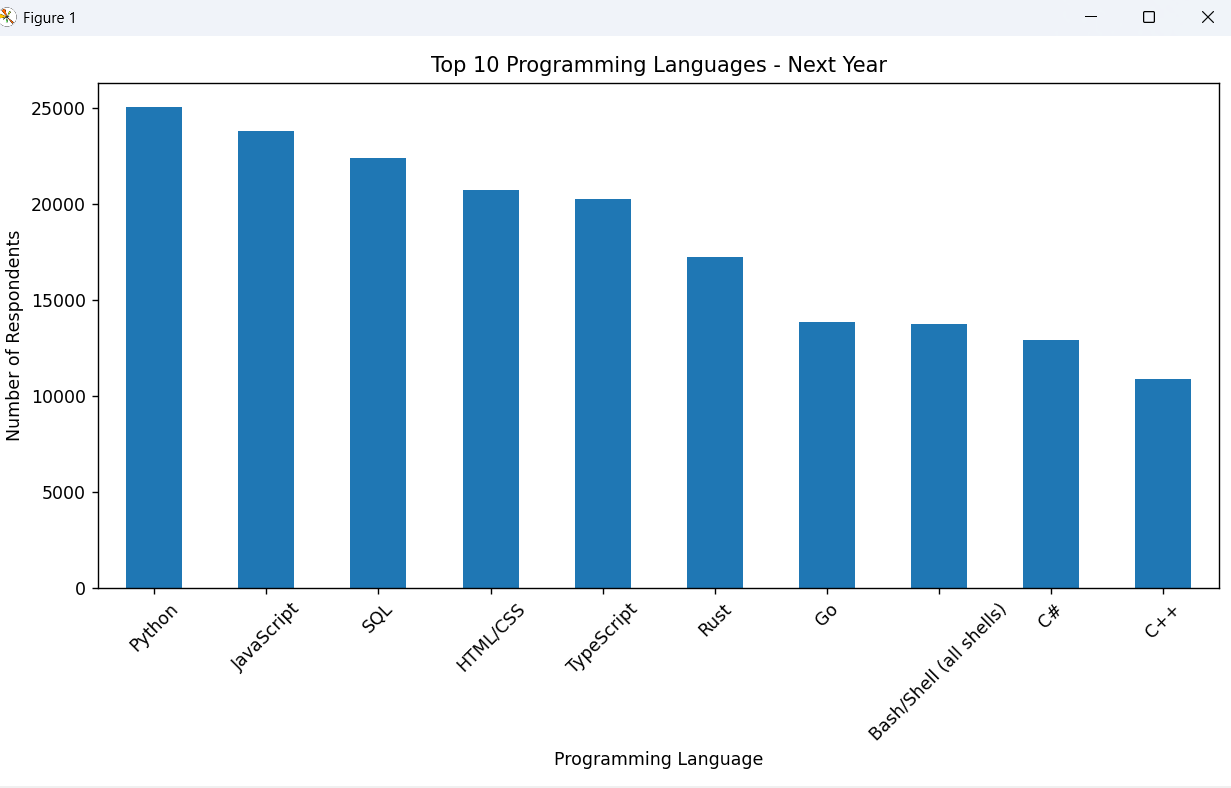 Figure 1
Top 10 Programming Languages - Next Year
Number of Respondents
25000
20000
15000
10000
5000
0
Python
JavaScript
SQL
HTML/CSS
TypeScript
Rust
Go
Bash/Shell (all shells)
C#
C++
Programming Language